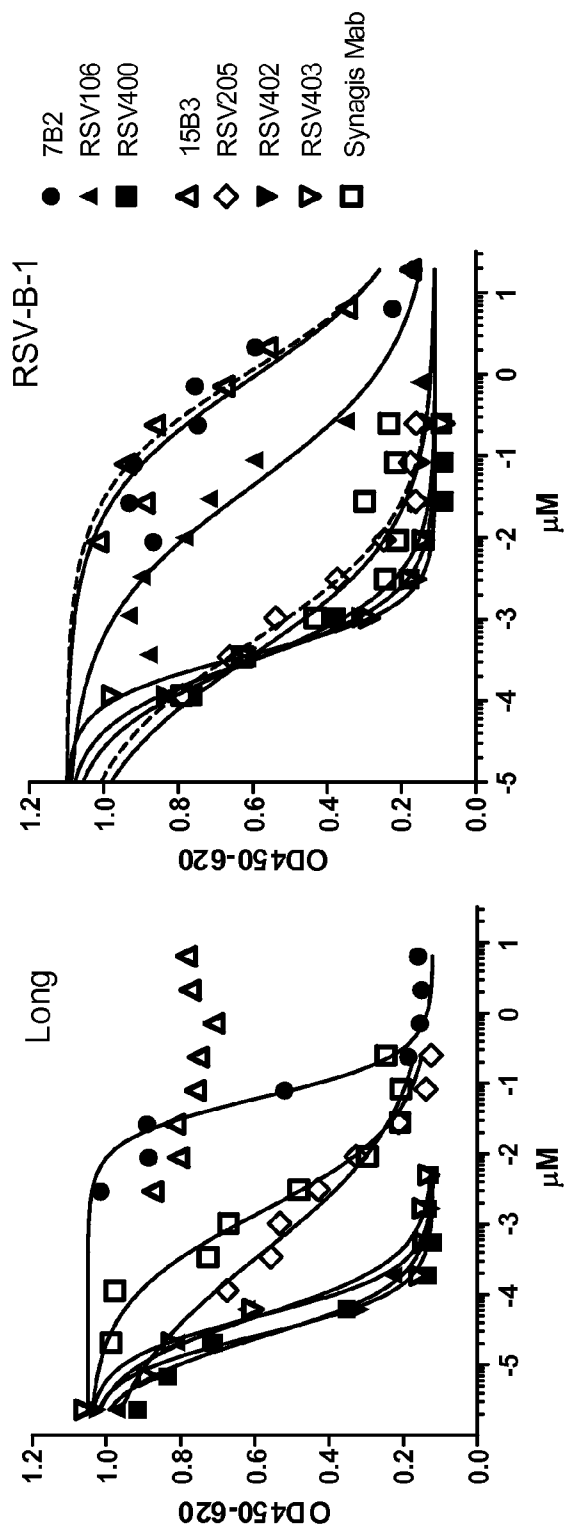 Long
OD450-620
1.2
1.0
0.8
0.6
0.4
0.2
0.0
-5
-4
-3
-2
-1
0
1
µM
RSV-B-1
OD450-620
1.2
1.0
0.8
0.6
0.4
0.2
0.0
-5
-4
-3
-2
-1
0
1
µM
7B2
RSV106
RSV400
15B3
RSV205
RSV402
RSV403
Synagis Mab